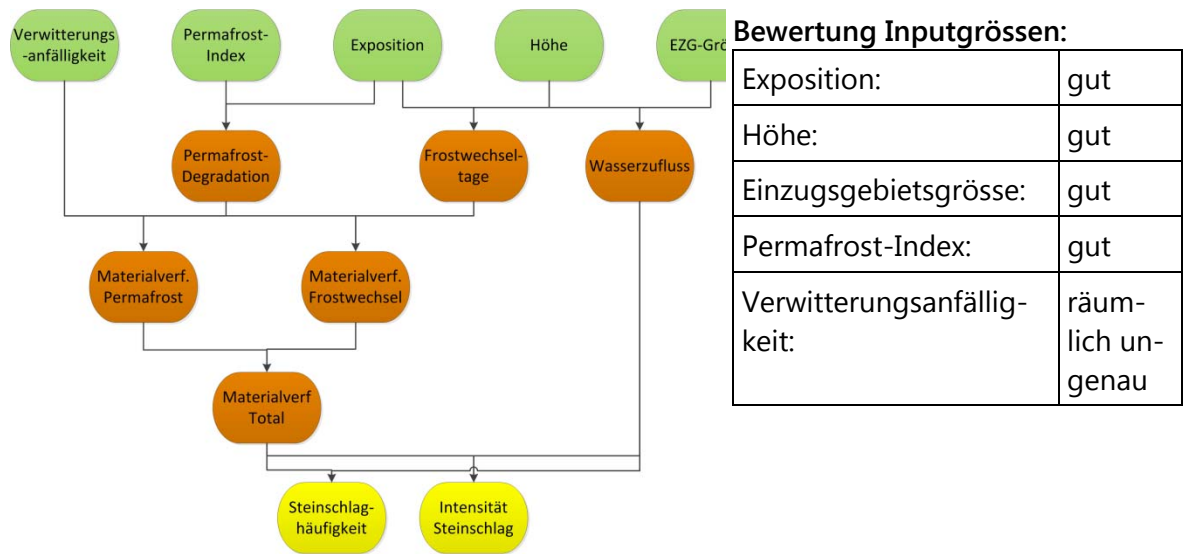 Verwitterungs
-anfälligkeit
Permafrost-
Index
Exposition
Höhe
EZG-Grö
Permafrost-
Degradation
Frostwechsel-
tage
Wasserzufluss
Materialverf.
Permafrost
Materialverf.
Frostwechsel
Materialverf
Total
Steinschlag-
häufigkeit
Intensität
Steinschlag
Bewertung Inputgrössen:
Exposition: gut
Höhe: gut
Einzugsgebietsgrösse: gut
Permafrost-Index: gut
Verwitterungsanfällig- räum-
keit: lich un-
genau